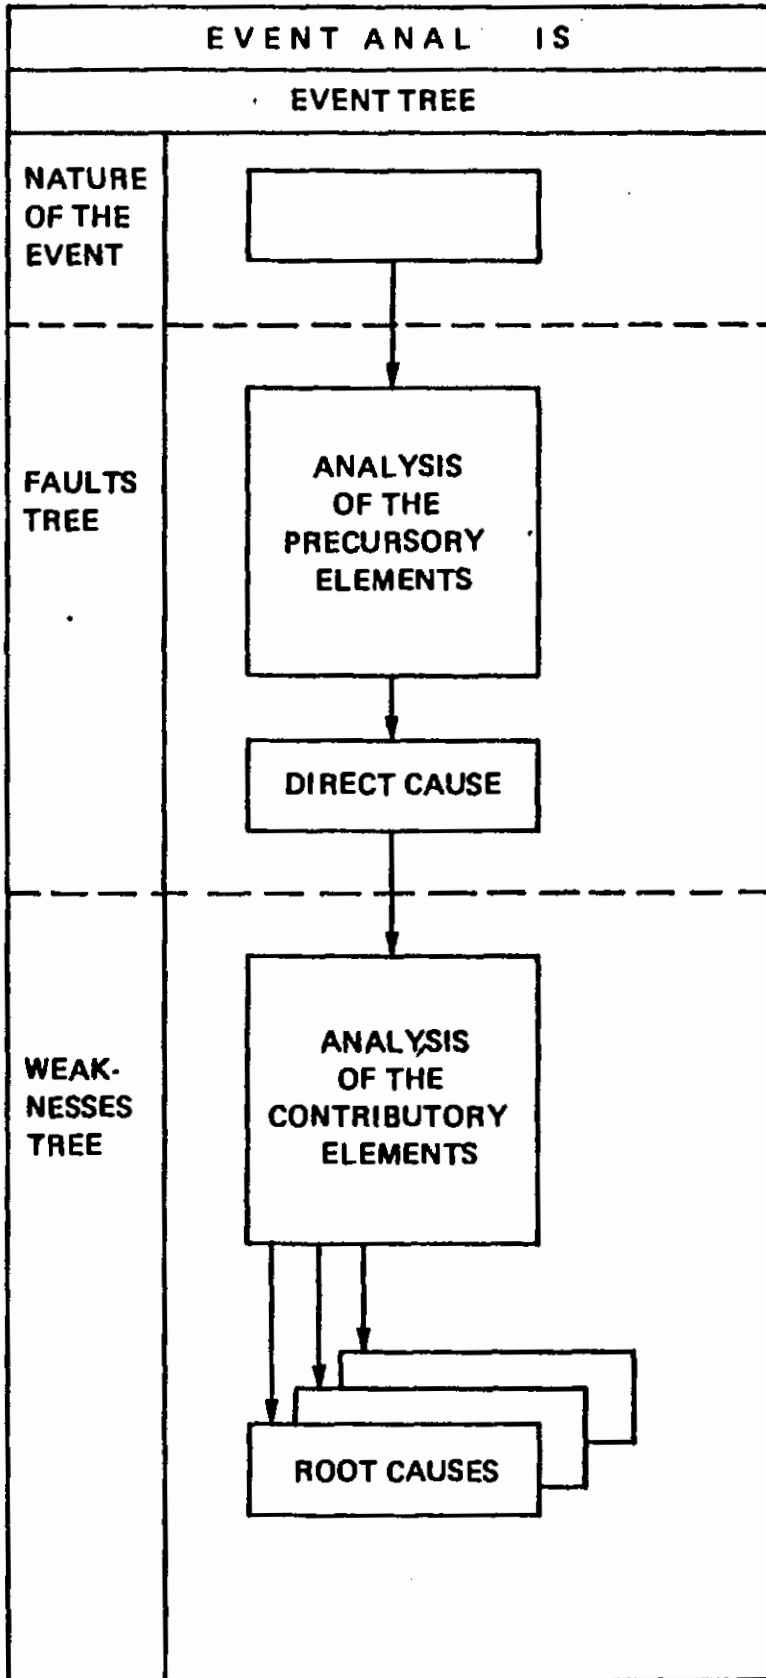 EVENT ANAL IS
EVENT TREE
NATURE
OF THE
EVENT
FAULTS
TREE
ANALYSIS
OF THE
PRECURSORY
ELEMENTS
DIRECT CAUSE
WEAK-
NESSES
TREE
ANALYSIS
OF THE
CONTRIBUTORY
ELEMENTS
ROOT CAUSES